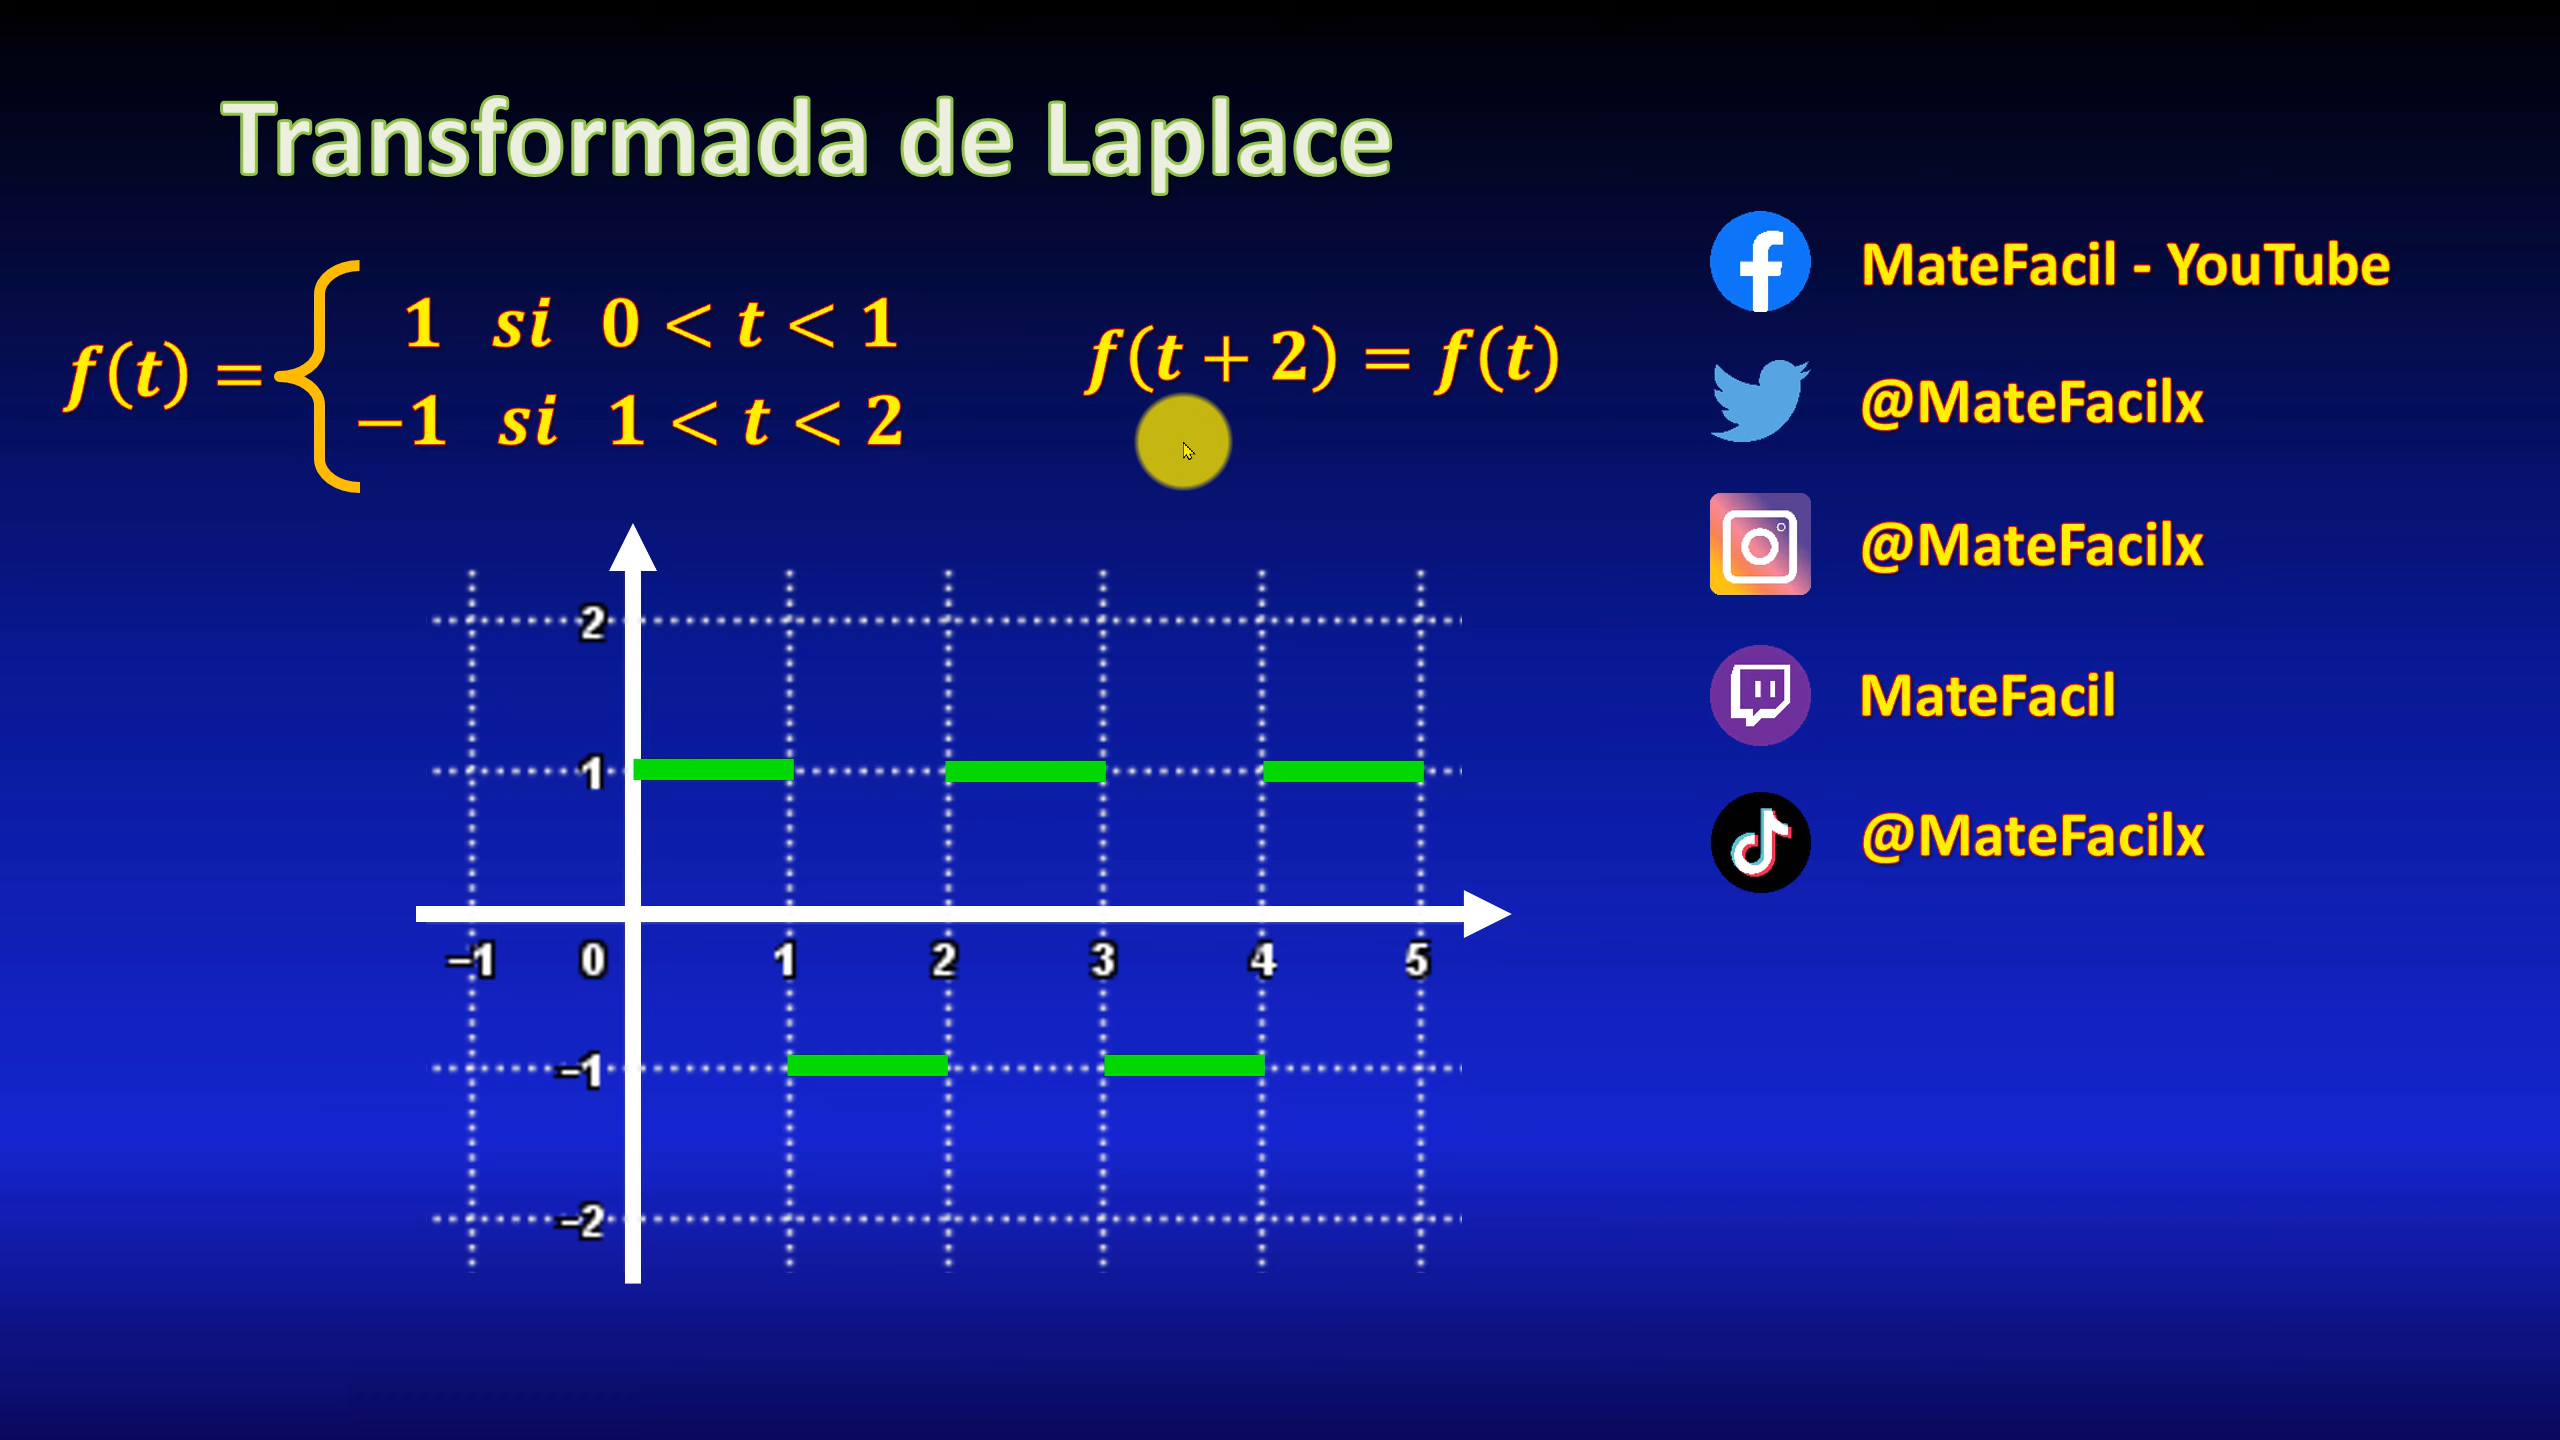 Transformada de Laplace
f(t) = { 1 si 0 < t < 1
−1 si 1 < t < 2
f(t + 2) = f(t)
2
1
−1 0 1 2 3 4 5
−1
−2
MateFacil - YouTube
@MateFacilx
@MateFacilx
MateFacil
@MateFacilx